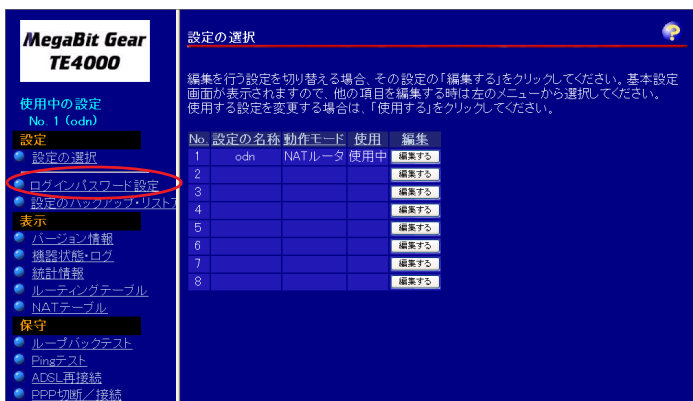 MegaBit Gear
TE4000
使用中の設定
No. 1 (odn)
設定
設定の選択
ログインパスワード設定
設定のバックアップ・リストア
表示
バージョン情報
機器状態・ログ
統計情報
ルーティングテーブル
NATテーブル
保守
ループバックテスト
Pingテスト
ADSL再接続
PPP切断／接続
設定の選択
?
編集を行う設定を切り替える場合、その設定の「編集する」をクリックしてください。基本設定
画面が表示されますので、他の項目を編集する時は左のメニューから選択してください。
使用する設定を変更する場合は、「使用する」をクリックしてください。
No. 設定の名称 動作モード 使用 編集
1 odn NATルータ 使用中 編集する
2 編集する
3 編集する
4 編集する
5 編集する
6 編集する
7 編集する
8 編集する